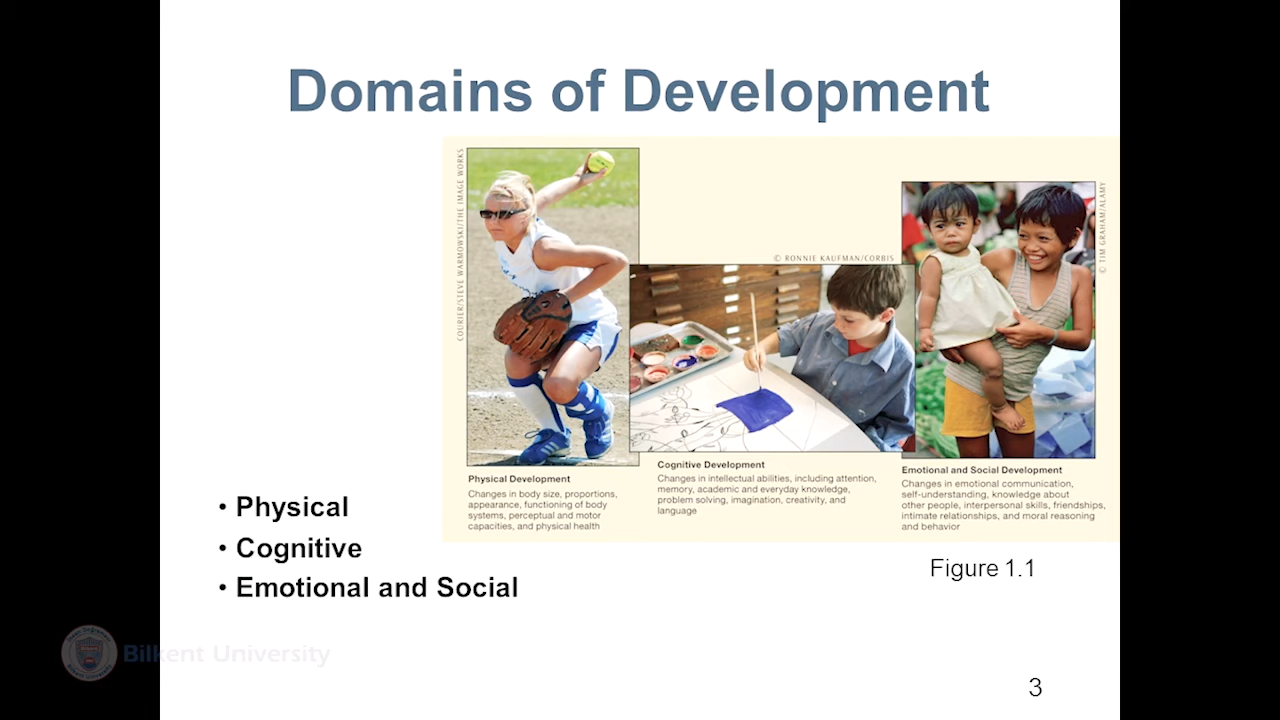 Domains of Development
COURIER/STEVE WARMOWSKI/THE IMAGE WORKS
© RONNIE KAUFMAN/CORBIS
© TIM GRAHAM/ALAMY
Physical Development
Changes in body size, proportions,
appearance, functioning of body
systems, perceptual and motor
capacities, and physical health
Cognitive Development
Changes in intellectual abilities, including attention,
memory, academic and everyday knowledge,
problem solving, imagination, creativity, and
language
Emotional and Social Development
Changes in emotional communication,
self-understanding, knowledge about
other people, interpersonal skills, friendships,
intimate relationships, and moral reasoning
and behavior
• Physical
• Cognitive
• Emotional and Social
Figure 1.1
Bilkent University
3